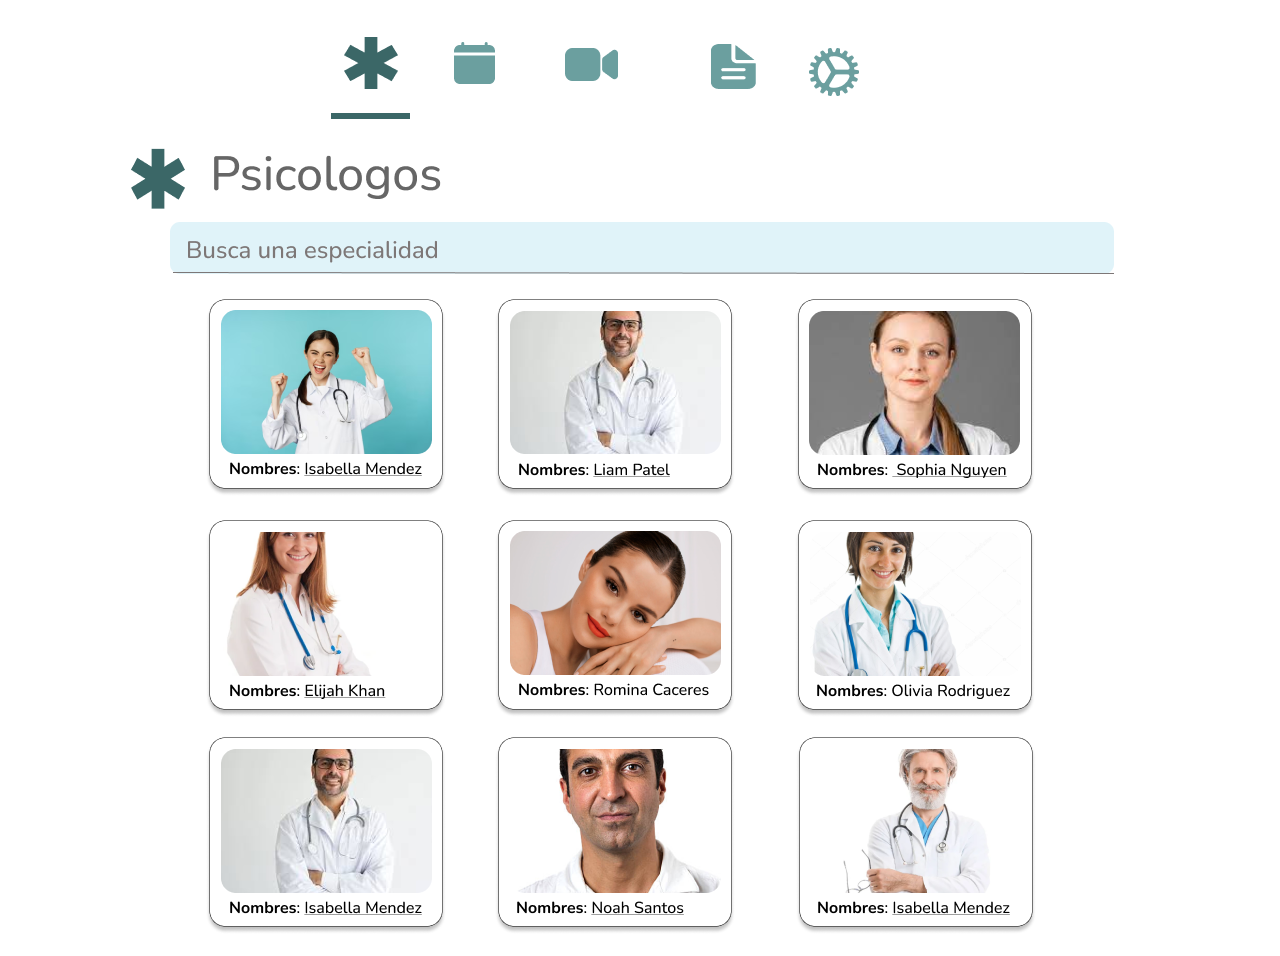 Psicologos
Busca una especialidad
Nombres: Isabella Mendez
Nombres: Liam Patel
Nombres:  Sophia Nguyen
Nombres: Elijah Khan
Nombres: Romina Caceres
Nombres: Olivia Rodriguez
Nombres: Isabella Mendez
Nombres: Noah Santos
Nombres: Isabella Mendez